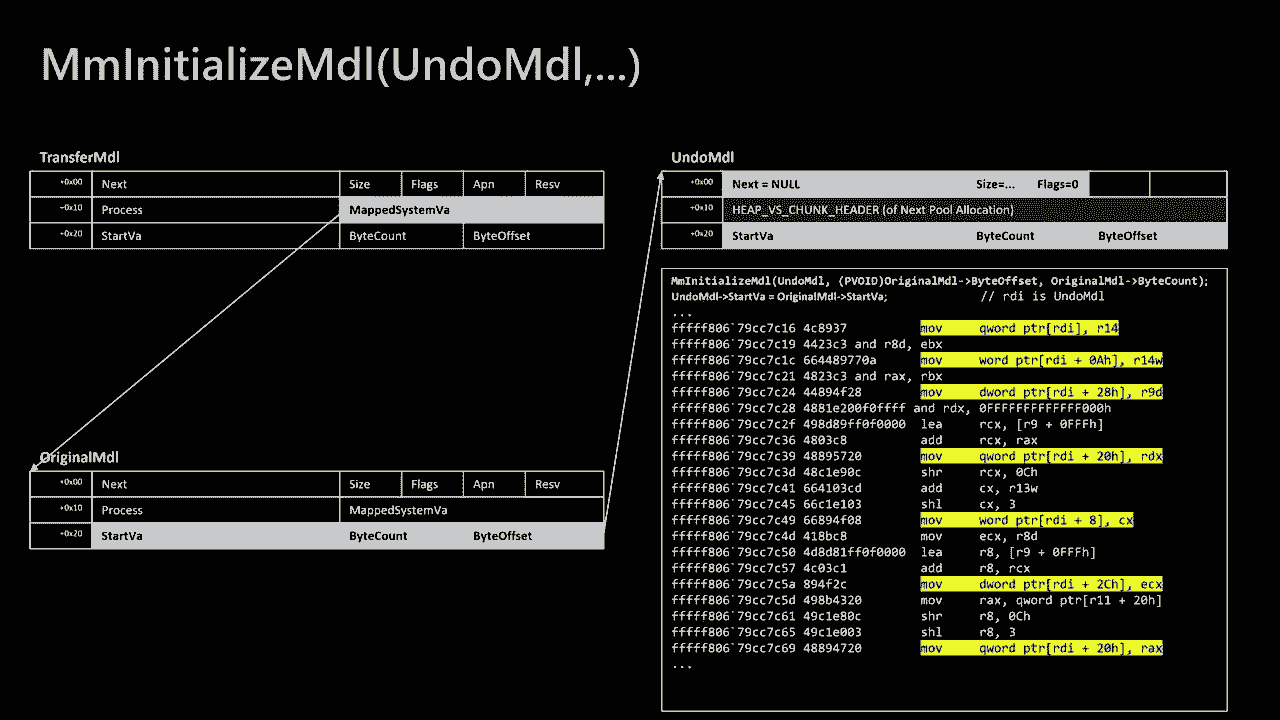 MmInitializeMdl(UndoMdl,...)
TransferMdl
+0x00 Next Size Flags Apn Resv
+0x10 Process MappedSystemVa
+0x20 StartVa ByteCount ByteOffset
OriginalMdl
+0x00 Next Size Flags Apn Resv
+0x10 Process MappedSystemVa
+0x20 StartVa ByteCount ByteOffset
UndoMdl
+0x00 Next = NULL Size=... Flags=0
+0x10 HEAP_VS_CHUNK_HEADER (of Next Pool Allocation)
+0x20 StartVa ByteCount ByteOffset
MmInitializeMdl(UndoMdl, (PVOID)OriginalMdl->ByteOffset, OriginalMdl->ByteCount);
UndoMdl->StartVa = OriginalMdl->StartVa; // rdi is UndoMdl
...
fffff806`79cc7c16 4c8937 mov qword ptr[rdi], r14
fffff806`79cc7c19 4423c3 and r8d, ebx
fffff806`79cc7c1c 664489770a mov word ptr[rdi + 0Ah], r14w
fffff806`79cc7c21 4823c3 and rax, rbx
fffff806`79cc7c24 44894f28 mov dword ptr[rdi + 28h], r9d
fffff806`79cc7c28 4881e200f0ffff and rdx, 0FFFFFFFFFFFFF000h
fffff806`79cc7c2f 498d89ff0f0000 lea rcx, [r9 + 0FFFh]
fffff806`79cc7c36 4803c8 add rcx, rax
fffff806`79cc7c39 48895720 mov qword ptr[rdi + 20h], rdx
fffff806`79cc7c3d 48c1e90c shr rcx, 0Ch
fffff806`79cc7c41 664103cd add cx, r13w
fffff806`79cc7c45 66c1e103 shl cx, 3
fffff806`79cc7c49 66894f08 mov word ptr[rdi + 8], cx
fffff806`79cc7c4d 418bc8 mov ecx, r8d
fffff806`79cc7c50 4d8d81ff0f0000 lea r8, [r9 + 0FFFh]
fffff806`79cc7c57 4c03c1 add r8, rcx
fffff806`79cc7c5a 894f2c mov dword ptr[rdi + 2Ch], ecx
fffff806`79cc7c5d 498b4320 mov rax, qword ptr[r11 + 20h]
fffff806`79cc7c61 49c1e80c shr r8, 0Ch
fffff806`79cc7c65 49c1e003 shl r8, 3
fffff806`79cc7c69 48894720 mov qword ptr[rdi + 20h], rax
...